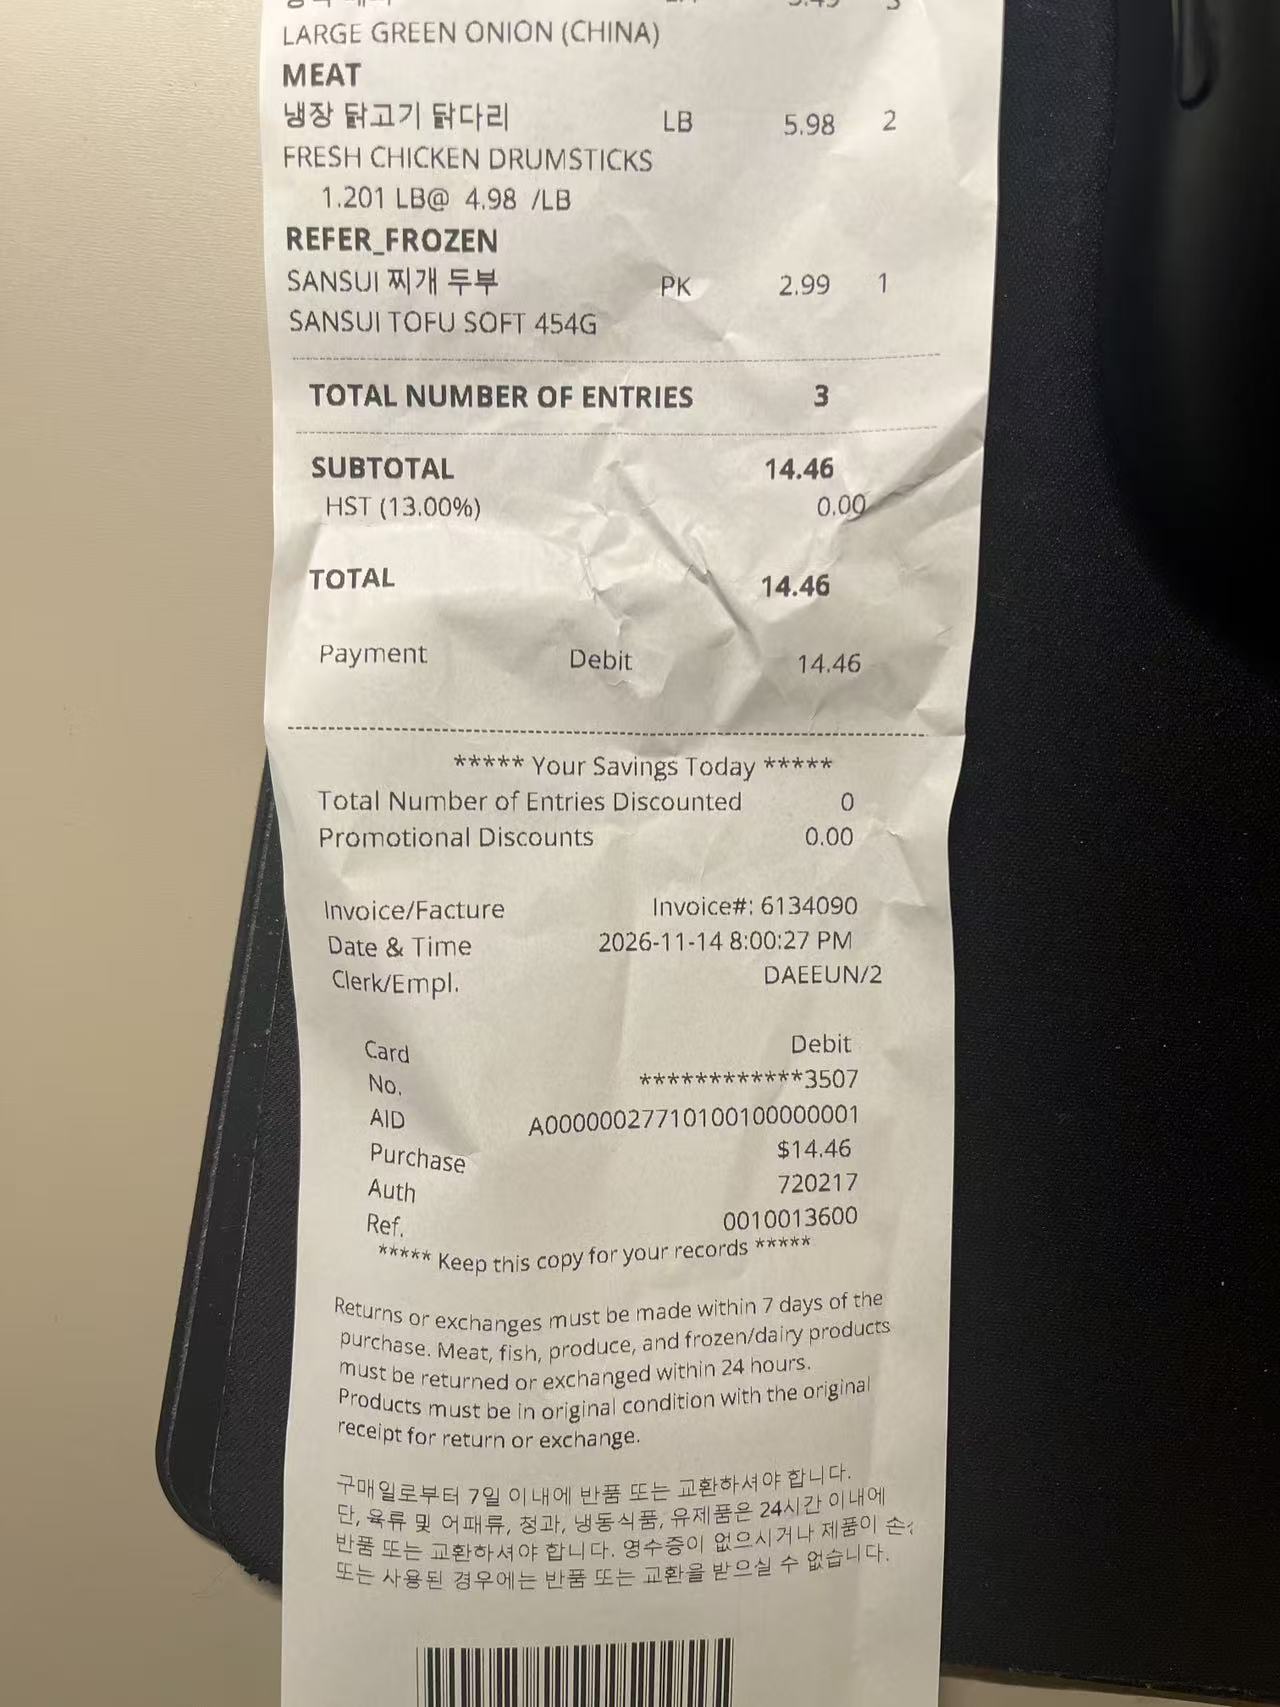 LARGE GREEN ONION (CHINA)
MEAT
냉장 닭고기 닭다리 LB 5.98 2
FRESH CHICKEN DRUMSTICKS
1.201 LB@ 4.98 /LB
REFER_FROZEN
SANSUI 찌개 두부 PK 2.99 1
SANSUI TOFU SOFT 454G
TOTAL NUMBER OF ENTRIES 3
SUBTOTAL 14.46
HST (13.00%) 0.00
TOTAL 14.46
Payment Debit 14.46
***** Your Savings Today *****
Total Number of Entries Discounted 0
Promotional Discounts 0.00
Invoice/Facture Invoice#: 6134090
Date & Time 2026-11-14 8:00:27 PM
Clerk/Empl. DAEEUN/2
Card Debit
No. ************3507
AID A00000027710100100000001
Purchase $14.46
Auth 720217
Ref. 0010013600
***** Keep this copy for your records *****
Returns or exchanges must be made within 7 days of the
purchase. Meat, fish, produce, and frozen/dairy products
must be returned or exchanged within 24 hours.
Products must be in original condition with the original
receipt for return or exchange.
구매일로부터 7일 이내에 반품 또는 교환하셔야 합니다.
단, 육류 및 어패류, 청과, 냉동식품, 유제품은 24시간 이내에
반품 또는 교환하셔야 합니다. 영수증이 없으시거나 제품이
또는 사용된 경우에는 반품 또는 교환을 받으실 수 없습니다.